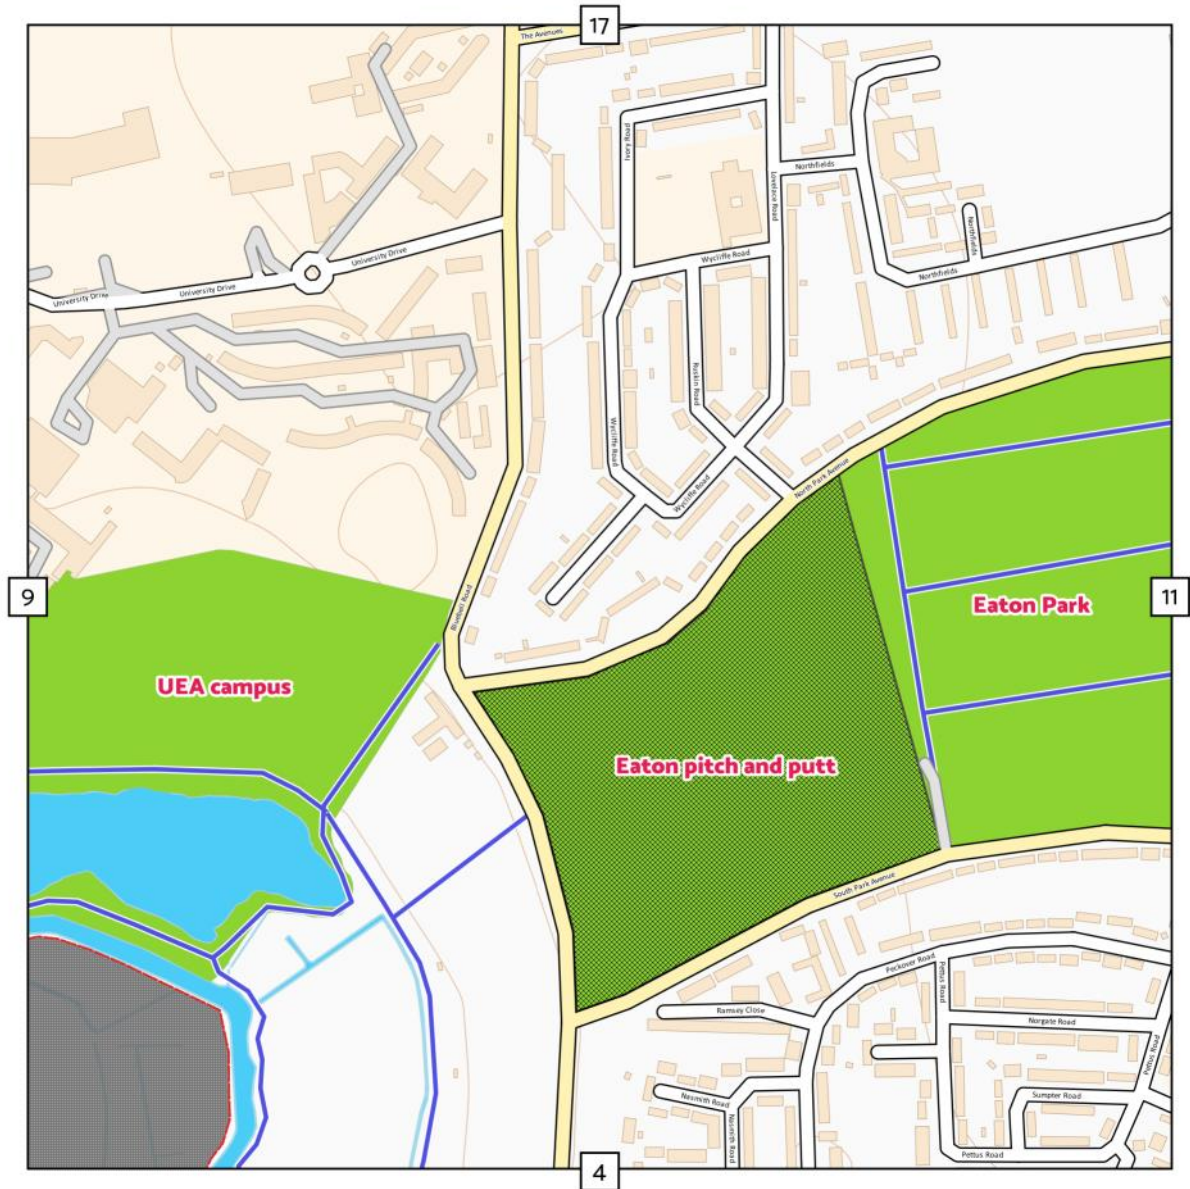 17
The Avenues
Ivory Road
Lovelace Road
Northfields
Northfields
Northfields
University Drive
University Drive
University Drive
Wycliffe Road
Ruskin Road
Wycliffe Road
Wycliffe Road
North Park Avenue
9
Bluebell Road
Eaton Park
11
UEA campus
Eaton pitch and putt
South Park Avenue
Peckover Road
Pettus Road
Ramsey Close
Norgate Road
Pettus Road
Nasmith Road
Sumpter Road
Nasmith Road
Pettus Road
4